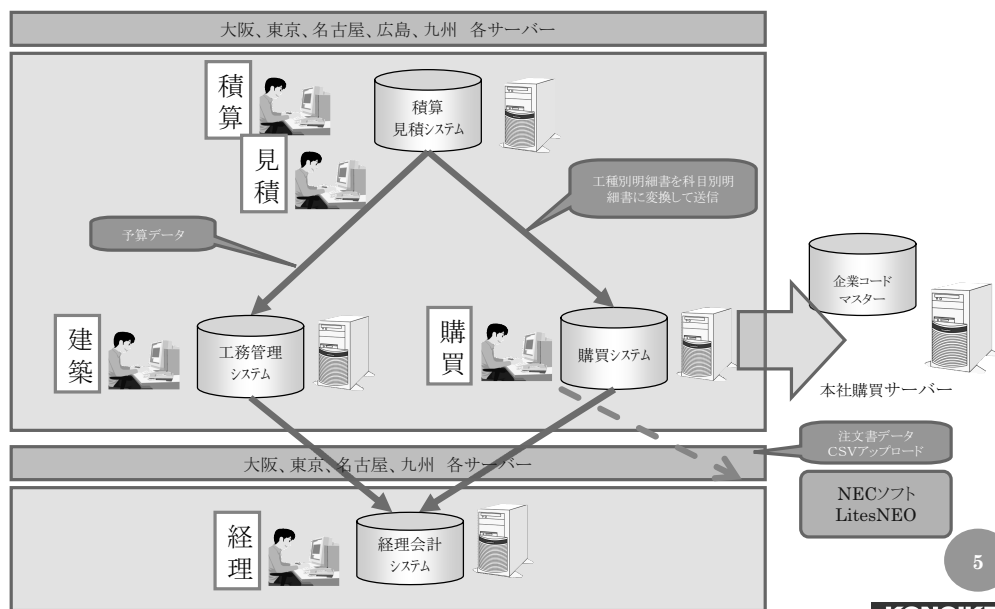 大阪、東京、名古屋、広島、九州 各サーバー
積算
見積
積算
見積システム
工種別明細書を科目別明
細書に変換して送信
予算データ
企業コード
マスター
建築
工務管理
システム
購買
購買システム
本社購買サーバー
注文書データ
CSVアップロード
大阪、東京、名古屋、九州 各サーバー
NECソフト
LitesNEO
経理
経理会計
システム
5